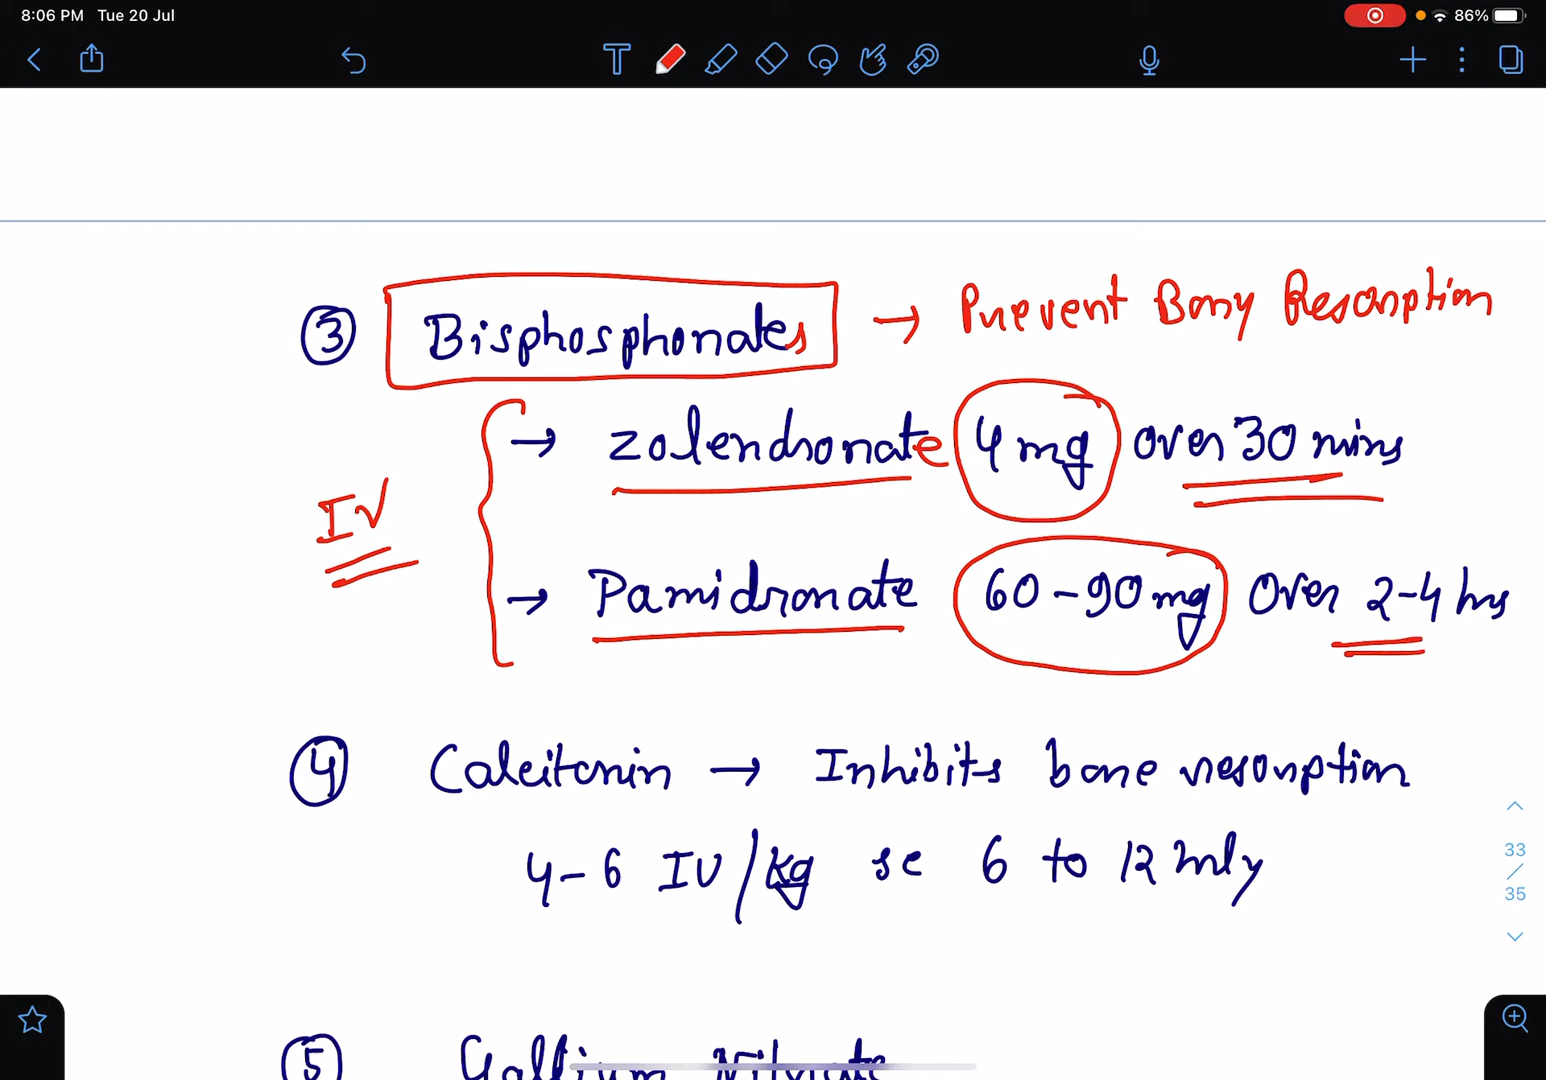 8:06 PM Tue 20 Jul
86%
③ Bisphosphonates → Prevent Bony Resorption
→ zolendronate 4 mg over 30 mins
IV
→ Pamidronate 60-90 mg over 2-4 hrs
④ Calcitonin → Inhibits bone resorption
4-6 IU/kg sc 6 to 12 hrly
33
/
35
⑤ Gallium Nitrate